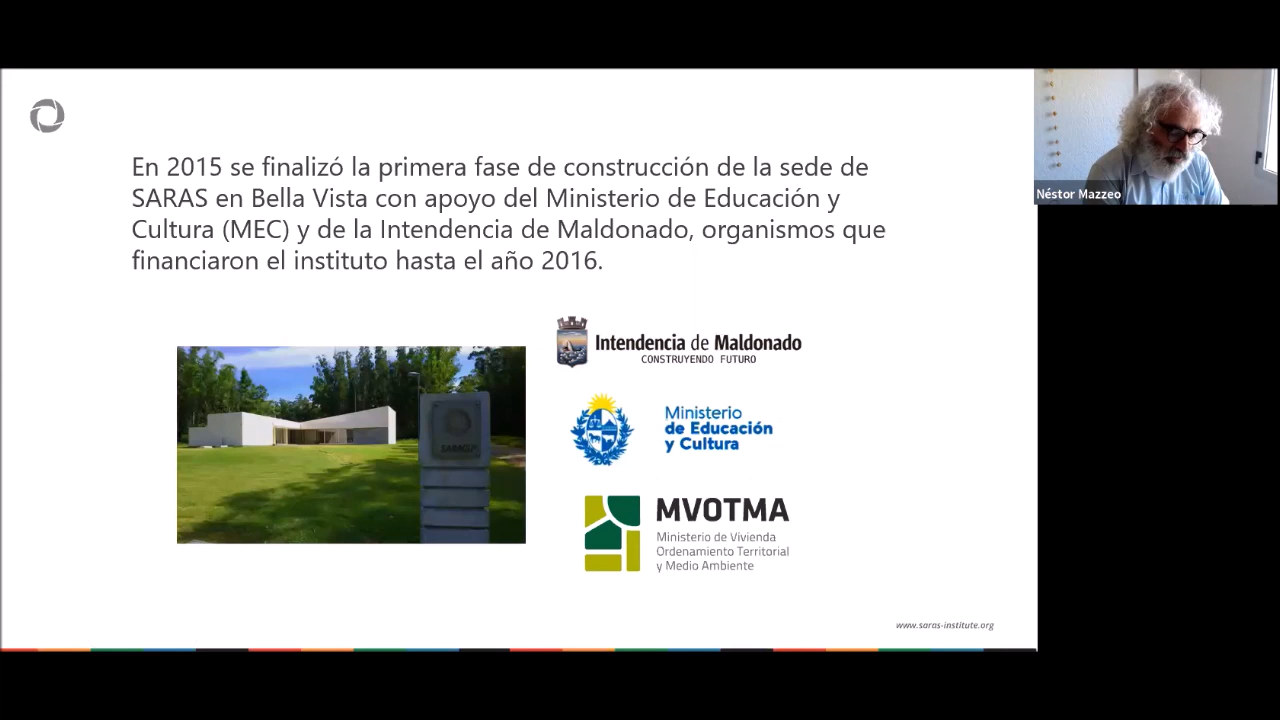 En 2015 se finalizó la primera fase de construcción de la sede de
SARAS en Bella Vista con apoyo del Ministerio de Educación y
Cultura (MEC) y de la Intendencia de Maldonado, organismos que
financiaron el instituto hasta el año 2016.
Néstor Mazzeo
Intendencia de Maldonado
CONSTRUYENDO FUTURO
Ministerio
de Educación
y Cultura
MVOTMA
Ministerio de Vivienda
Ordenamiento Territorial
y Medio Ambiente
www.saras-institute.org